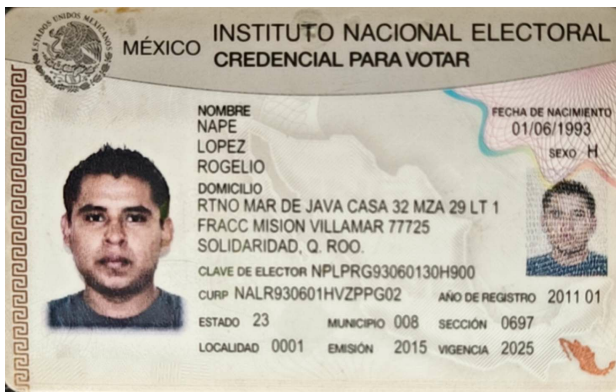 ESTADOS UNIDOS MEXICANOS
MÉXICO INSTITUTO NACIONAL ELECTORAL
CREDENCIAL PARA VOTAR
NOMBRE
NAPE
LOPEZ
ROGELIO
FECHA DE NACIMIENTO
01/06/1993
SEXO H
DOMICILIO
RTNO MAR DE JAVA CASA 32 MZA 29 LT 1
FRACC MISION VILLAMAR 77725
SOLIDARIDAD, Q. ROO.
CLAVE DE ELECTOR NPLPRG93060130H900
CURP NALR930601HVZPPG02 AÑO DE REGISTRO 2011 01
ESTADO 23 MUNICIPIO 008 SECCIÓN 0697
LOCALIDAD 0001 EMISIÓN 2015 VIGENCIA 2025